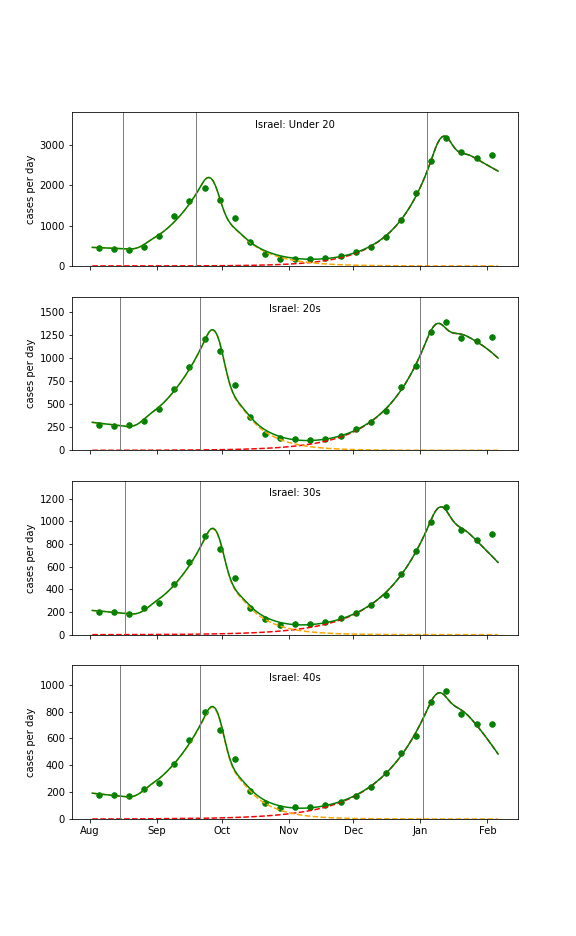 Israel: Under 20
cases per day
3000
2000
1000
0
Israel: 20s
cases per day
1500
1250
1000
750
500
250
0
Israel: 30s
cases per day
1200
1000
800
600
400
200
0
Israel: 40s
cases per day
1000
800
600
400
200
0
Aug Sep Oct Nov Dec Jan Feb